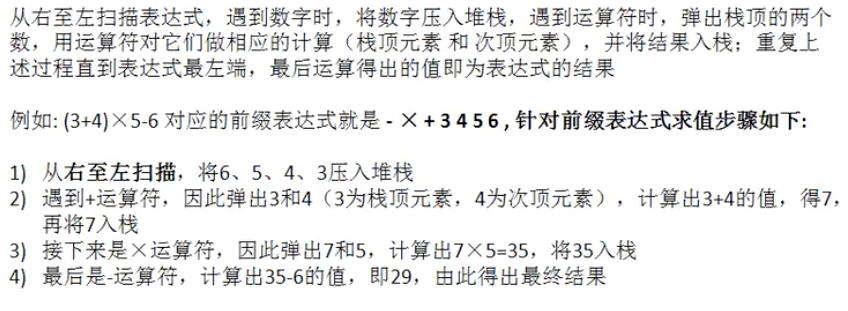 从右至左扫描表达式，遇到数字时，将数字压入堆栈，遇到运算符时，弹出栈顶的两个
数，用运算符对它们做相应的计算（栈顶元素 和 次顶元素），并将结果入栈；重复上
述过程直到表达式最左端，最后运算得出的值即为表达式的结果
例如: (3+4)×5-6 对应的前缀表达式就是 - × + 3 4 5 6 , 针对前缀表达式求值步骤如下:
1) 从右至左扫描，将6、5、4、3压入堆栈
2) 遇到+运算符，因此弹出3和4（3为栈顶元素，4为次顶元素），计算出3+4的值，得7，
再将7入栈
3) 接下来是×运算符，因此弹出7和5，计算出7×5=35，将35入栈
4) 最后是-运算符，计算出35-6的值，即29，由此得出最终结果